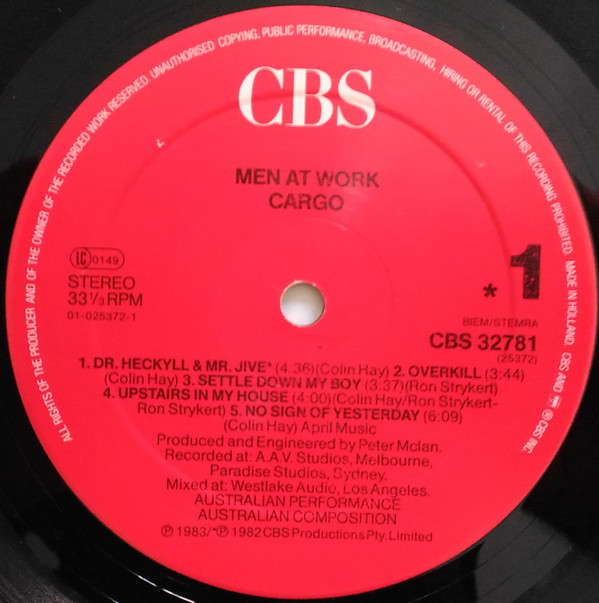 ALL RIGHTS OF THE PRODUCER AND OF THE OWNER OF THE RECORDED WORK RESERVED. UNAUTHORISED COPYING, PUBLIC PERFORMANCE, BROADCASTING, HIRING OR RENTAL OF THIS RECORDING PROHIBITED. MADE IN HOLLAND CBS AND ℗ CBS INC.
CBS
MEN AT WORK
CARGO
LC 0149
STEREO
33 1/3 RPM
01-025372-1
* 1
BIEM/STEMRA
CBS 32781
(25372)
1. DR. HECKYLL & MR. JIVE* (4:36)(Colin Hay) 2. OVERKILL (3:44)
(Colin Hay) 3. SETTLE DOWN MY BOY (3:37)(Ron Strykert)
4. UPSTAIRS IN MY HOUSE (4:00)(Colin Hay/Ron Strykert-
Ron Strykert) 5. NO SIGN OF YESTERDAY (6:09)
(Colin Hay) April Music
Produced and Engineered by Peter McIan.
Recorded at: A.A.V. Studios, Melbourne,
Paradise Studios, Sydney.
Mixed at: Westlake Audio, Los Angeles.
AUSTRALIAN PERFORMANCE
AUSTRALIAN COMPOSITION
℗ 1983/*℗ 1982 CBS Productions Pty. Limited